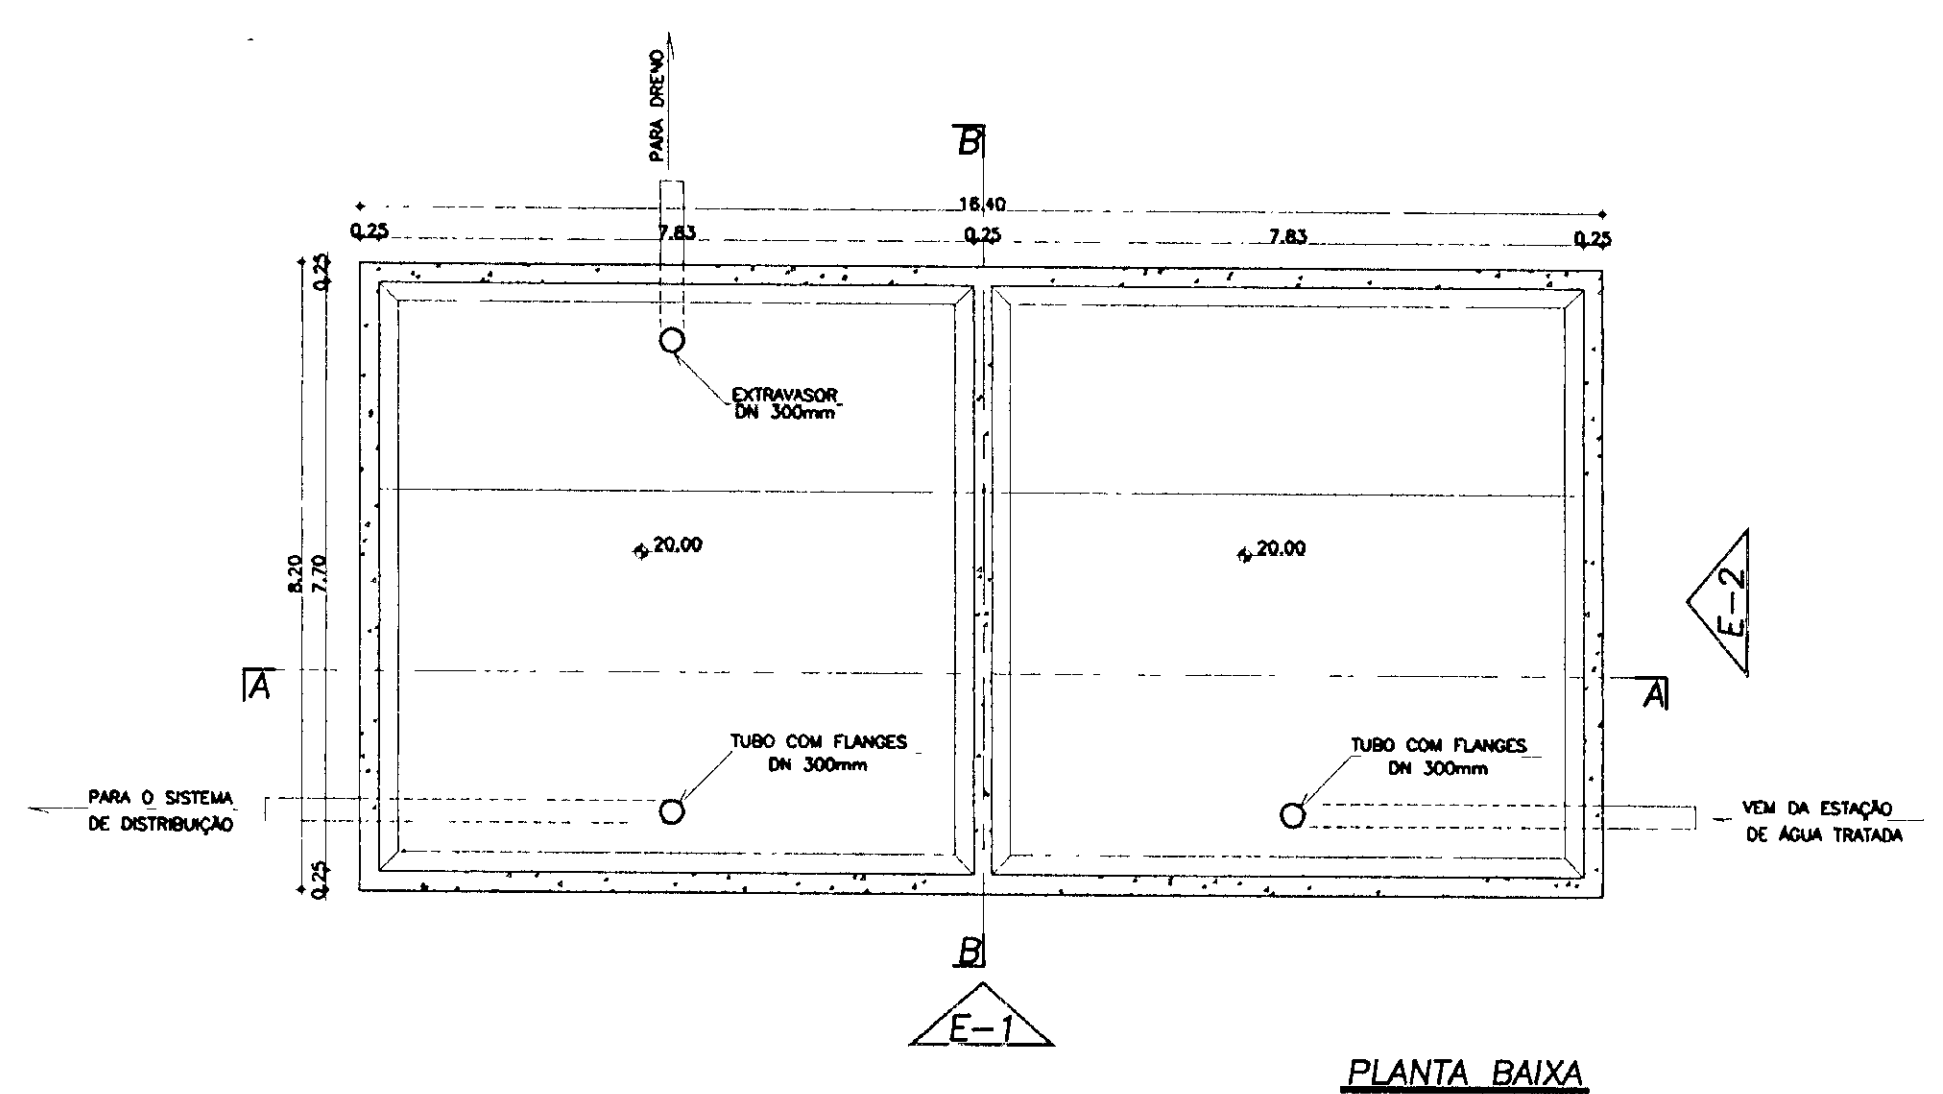 PARA DRENO
B
16.40
0.25
7.83
0.25
7.83
0.25
0.25
EXTRAVASOR
DN 300mm
20.00
20.00
8.20
7.70
E-2
A
A
TUBO COM FLANGES
DN 300mm
TUBO COM FLANGES
DN 300mm
PARA O SISTEMA
DE DISTRIBUIÇÃO
VEM DA ESTAÇÃO
DE ÁGUA TRATADA
0.25
B
E-1
PLANTA BAIXA